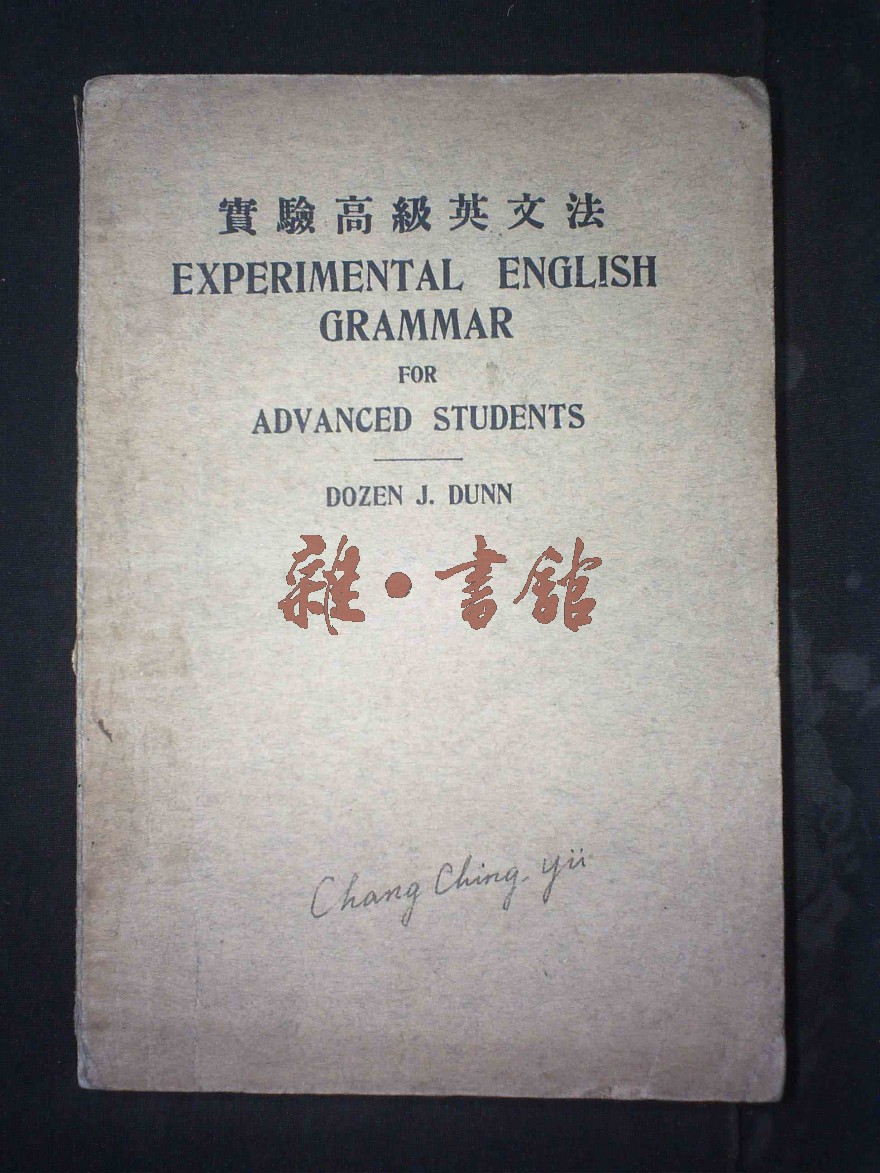 實驗高級英文法
EXPERIMENTAL ENGLISH
GRAMMAR
FOR
ADVANCED STUDENTS
DOZEN J. DUNN
雜·書館
Chang Ching Yü